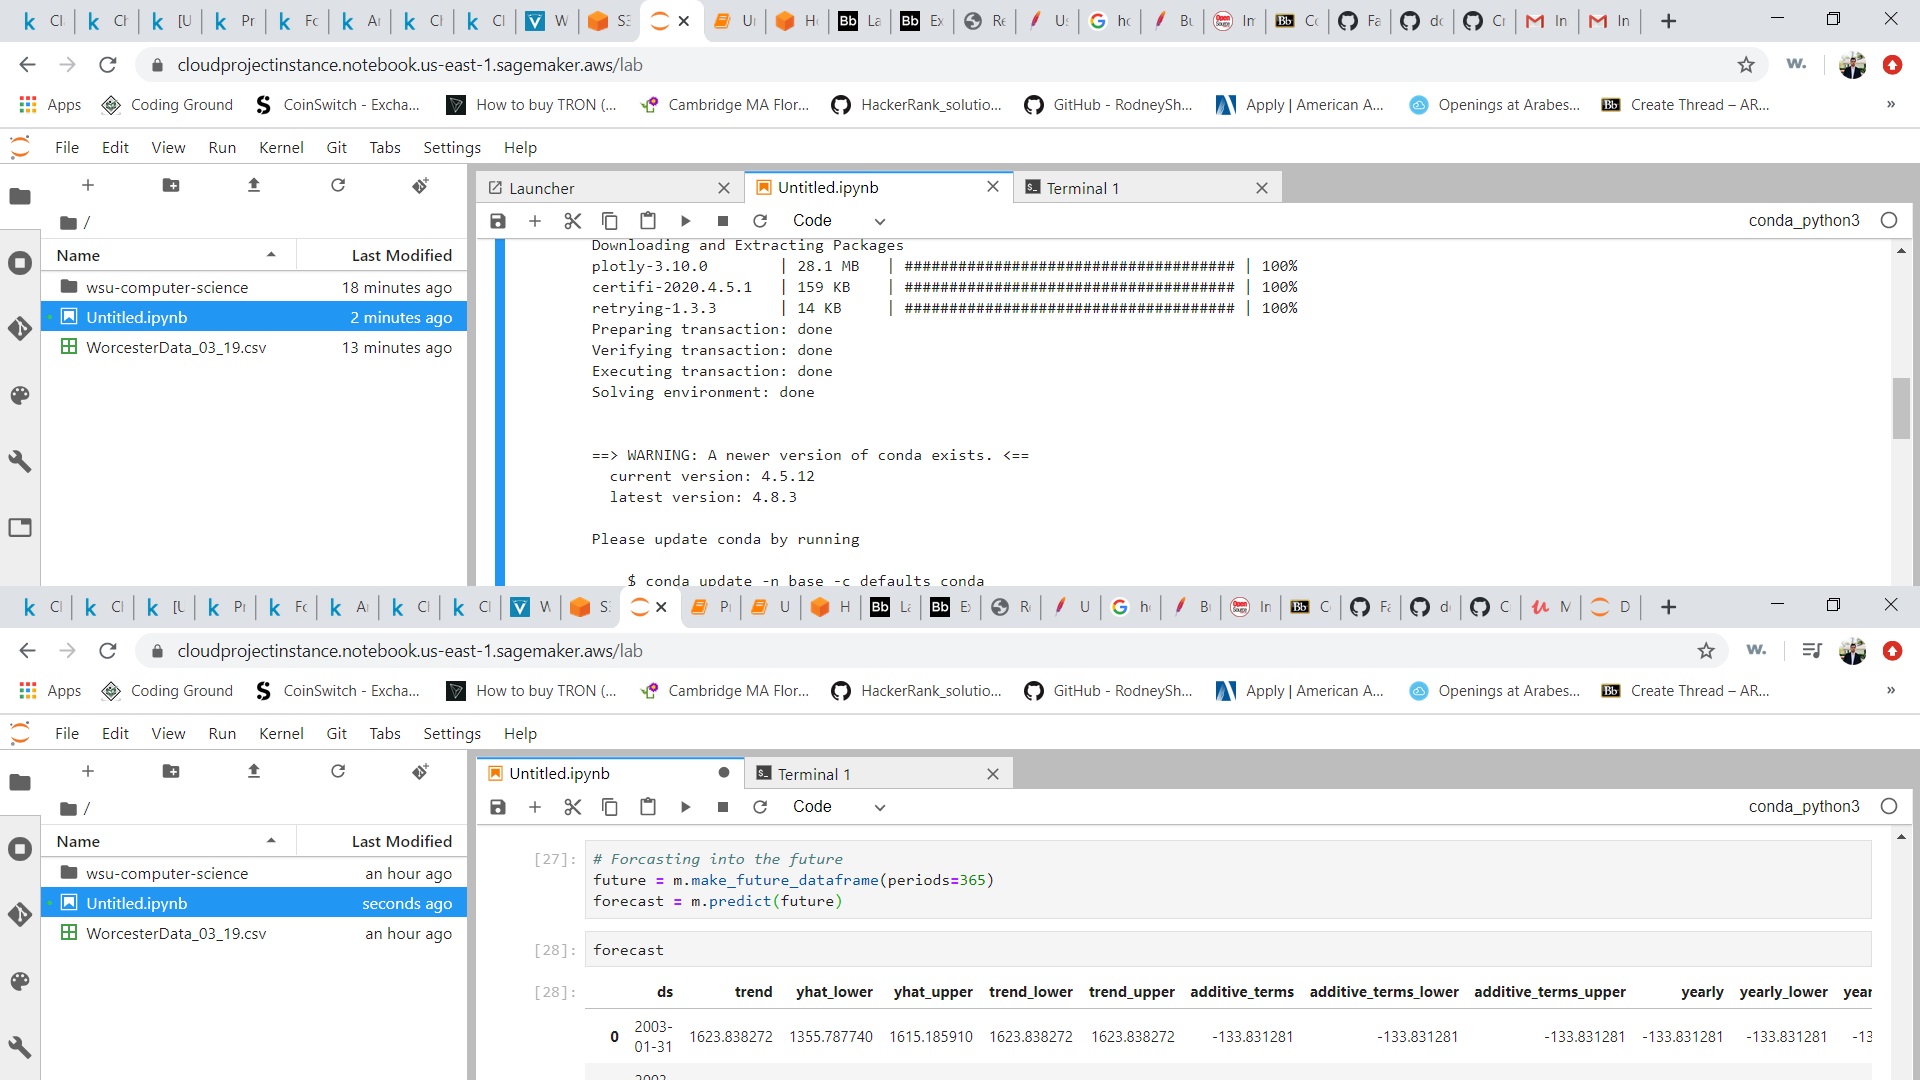 Cl Ch [U Pr Fc Ar Ch Cl W S3 Ur Ho La Ex Re Us ho Bu Im Co Fa do Cr In In
cloudprojectinstance.notebook.us-east-1.sagemaker.aws/lab
Apps Coding Ground CoinSwitch - Excha... How to buy TRON (... Cambridge MA Flor... HackerRank_solutio... GitHub - RodneySh... Apply | American A... Openings at Arabes... Create Thread – AR... »
File Edit View Run Kernel Git Tabs Settings Help
Launcher Untitled.ipynb Terminal 1
/
Code conda_python3
Name Last Modified
wsu-computer-science 18 minutes ago
Untitled.ipynb 2 minutes ago
WorcesterData_03_19.csv 13 minutes ago
Downloading and Extracting Packages
plotly-3.10.0 | 28.1 MB | ##################################### | 100%
certifi-2020.4.5.1 | 159 KB | ##################################### | 100%
retrying-1.3.3 | 14 KB | ##################################### | 100%
Preparing transaction: done
Verifying transaction: done
Executing transaction: done
Solving environment: done
==> WARNING: A newer version of conda exists. <==
current version: 4.5.12
latest version: 4.8.3
Please update conda by running
$ conda update -n base -c defaults conda
Cl Cl [U Pr Fc Ar Cl Cl W S: P U H La Ex R U h B In C Fa d C M D
cloudprojectinstance.notebook.us-east-1.sagemaker.aws/lab
Apps Coding Ground CoinSwitch - Excha... How to buy TRON (... Cambridge MA Flor... HackerRank_solutio... GitHub - RodneySh... Apply | American A... Openings at Arabes... Create Thread – AR... »
File Edit View Run Kernel Git Tabs Settings Help
Untitled.ipynb Terminal 1
/
Code conda_python3
Name Last Modified
wsu-computer-science an hour ago
Untitled.ipynb seconds ago
WorcesterData_03_19.csv an hour ago
[27]: # Forcasting into the future
future = m.make_future_dataframe(periods=365)
forecast = m.predict(future)
[28]: forecast
[28]: ds trend yhat_lower yhat_upper trend_lower trend_upper additive_terms additive_terms_lower additive_terms_upper yearly yearly_lower year
0 2003-01-31 1623.838272 1355.787740 1615.185910 1623.838272 1623.838272 -133.831281 -133.831281 -133.831281 -133.831281 -133.831281 -13